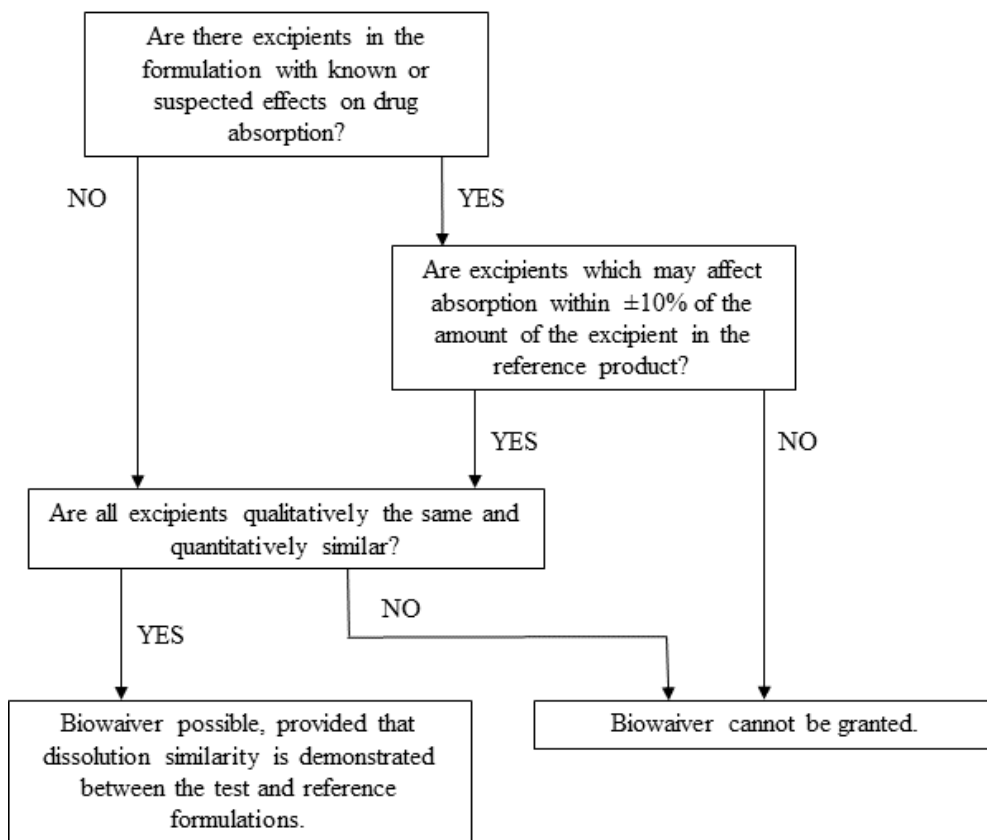 Are there excipients in the
formulation with known or
suspected effects on drug
absorption?
NO
YES
Are excipients which may affect
absorption within ±10% of the
amount of the excipient in the
reference product?
YES
NO
Are all excipients qualitatively the same and
quantitatively similar?
NO
YES
Biowaiver possible, provided that
dissolution similarity is demonstrated
between the test and reference
formulations.
Biowaiver cannot be granted.